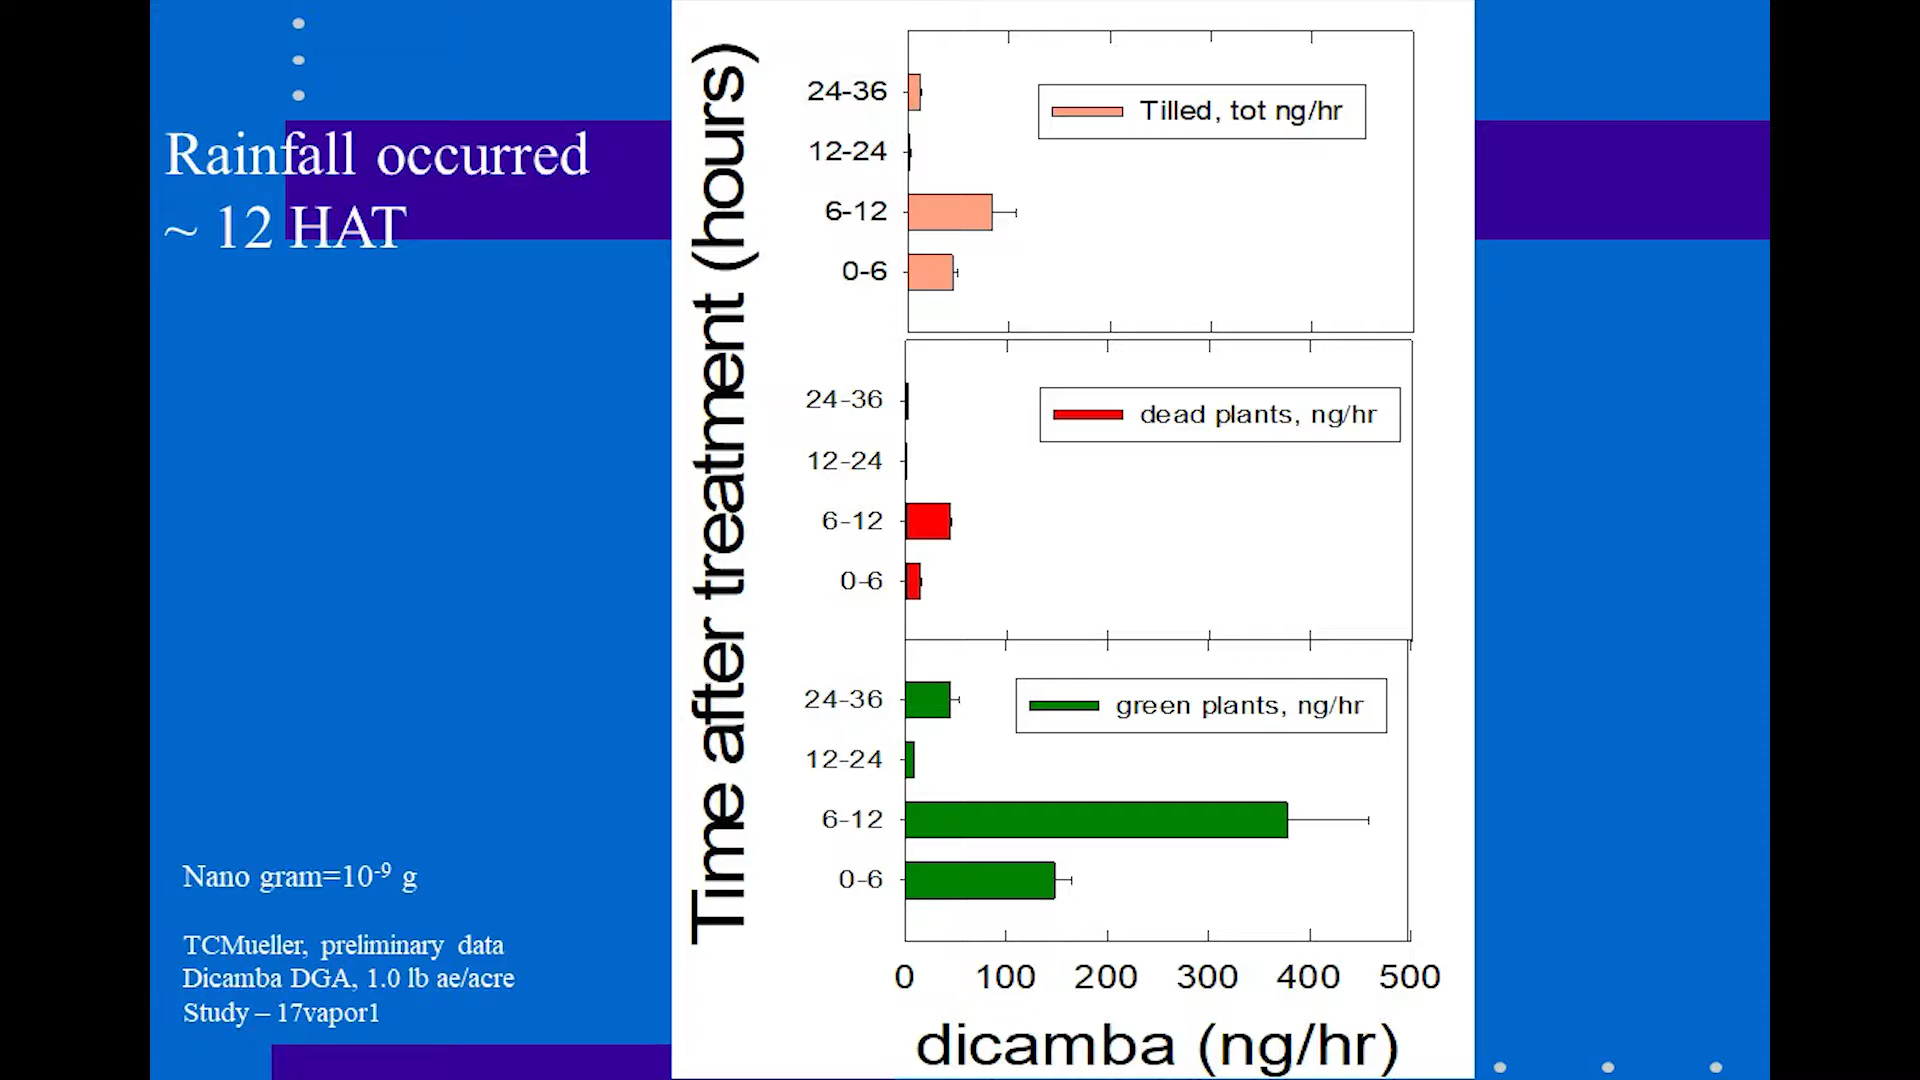 Rainfall occurred
~ 12 HAT
Nano gram=10⁻⁹ g
TCMueller, preliminary data
Dicamba DGA, 1.0 lb ae/acre
Study – 17vapor1
Time after treatment (hours)
24-36
12-24
6-12
0-6
Tilled, tot ng/hr
24-36
12-24
6-12
0-6
dead plants, ng/hr
24-36
12-24
6-12
0-6
green plants, ng/hr
0 100 200 300 400 500
dicamba (ng/hr)